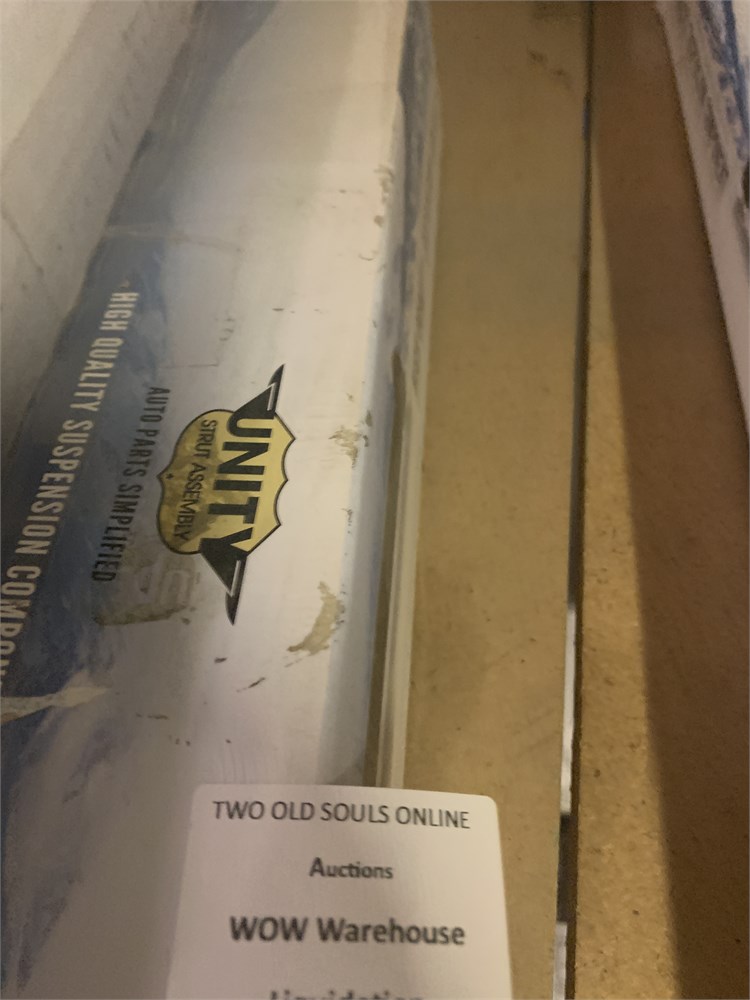 HIGH QUALITY SUSPENSION
AUTO PARTS SIMPLIFIED
UNITY
STRUT ASSEMBLY
TWO OLD SOULS ONLINE
Auctions
WOW Warehouse